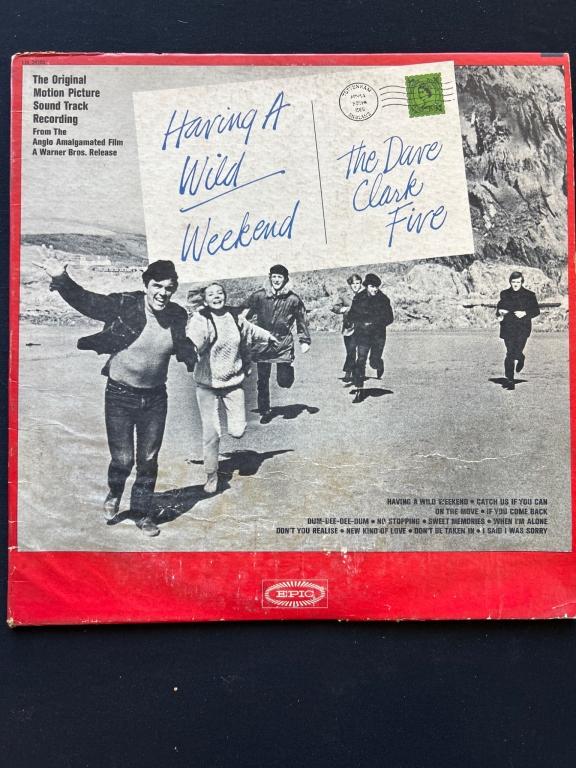 The Original
Motion Picture
Sound Track
Recording
From The
Anglo Amalgamated Film
A Warner Bros. Release
Having A
Wild
Weekend
TOTTENHAM
ENGLAND
The Dave
Clark
Five
HAVING A WILD WEEKEND • CATCH US IF YOU CAN
ON THE MOVE • IF YOU COME BACK
DUM-DEE-DEE-DUM • NO STOPPING • SWEET MEMORIES • WHEN I'M ALONE
DON'T YOU REALISE • NEW KIND OF LOVE • DON'T BE TAKEN IN • I SAID I WAS SORRY
EPIC